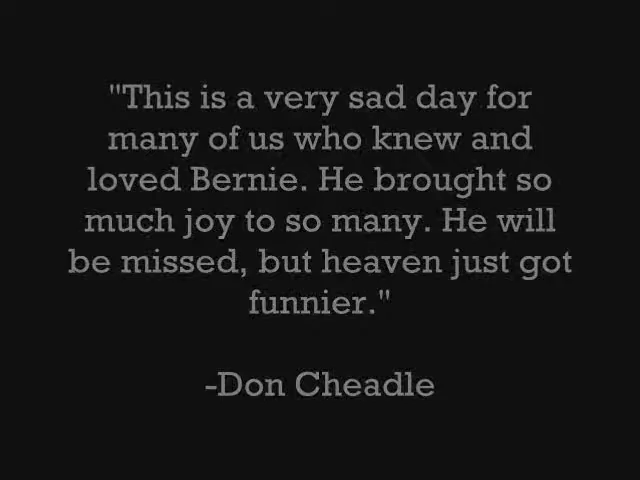 "This is a very sad day for
many of us who knew and
loved Bernie. He brought so
much joy to so many. He will
be missed, but heaven just got
funnier."
-Don Cheadle